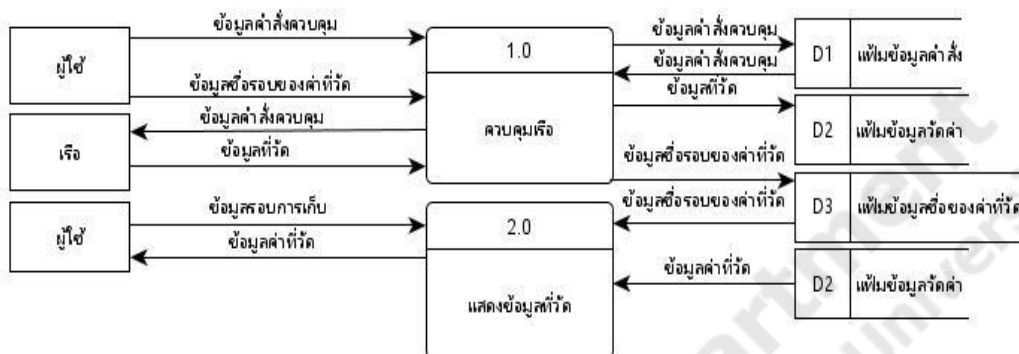 ข้อมูลคำสั่งควบคุม
ผู้ใช้
ข้อมูลชื่อรอบของค่าที่วัด
1.0
ควบคุมเรือ
ข้อมูลคำสั่งควบคุม
D1 แฟ้มข้อมูลคำสั่ง
ข้อมูลคำสั่งควบคุม
ข้อมูลที่วัด
D2 แฟ้มข้อมูลวัดค่า
ข้อมูลคำสั่งควบคุม
เรือ
ข้อมูลที่วัด
ข้อมูลชื่อรอบของค่าที่วัด
D3 แฟ้มข้อมูลชื่อของค่าที่วัด
ข้อมูลชื่อรอบของค่าที่วัด
ข้อมูลรอบการเก็บ
ผู้ใช้
ข้อมูลค่าที่วัด
2.0
แสดงข้อมูลที่วัด
ข้อมูลค่าที่วัด
D2 แฟ้มข้อมูลวัดค่า